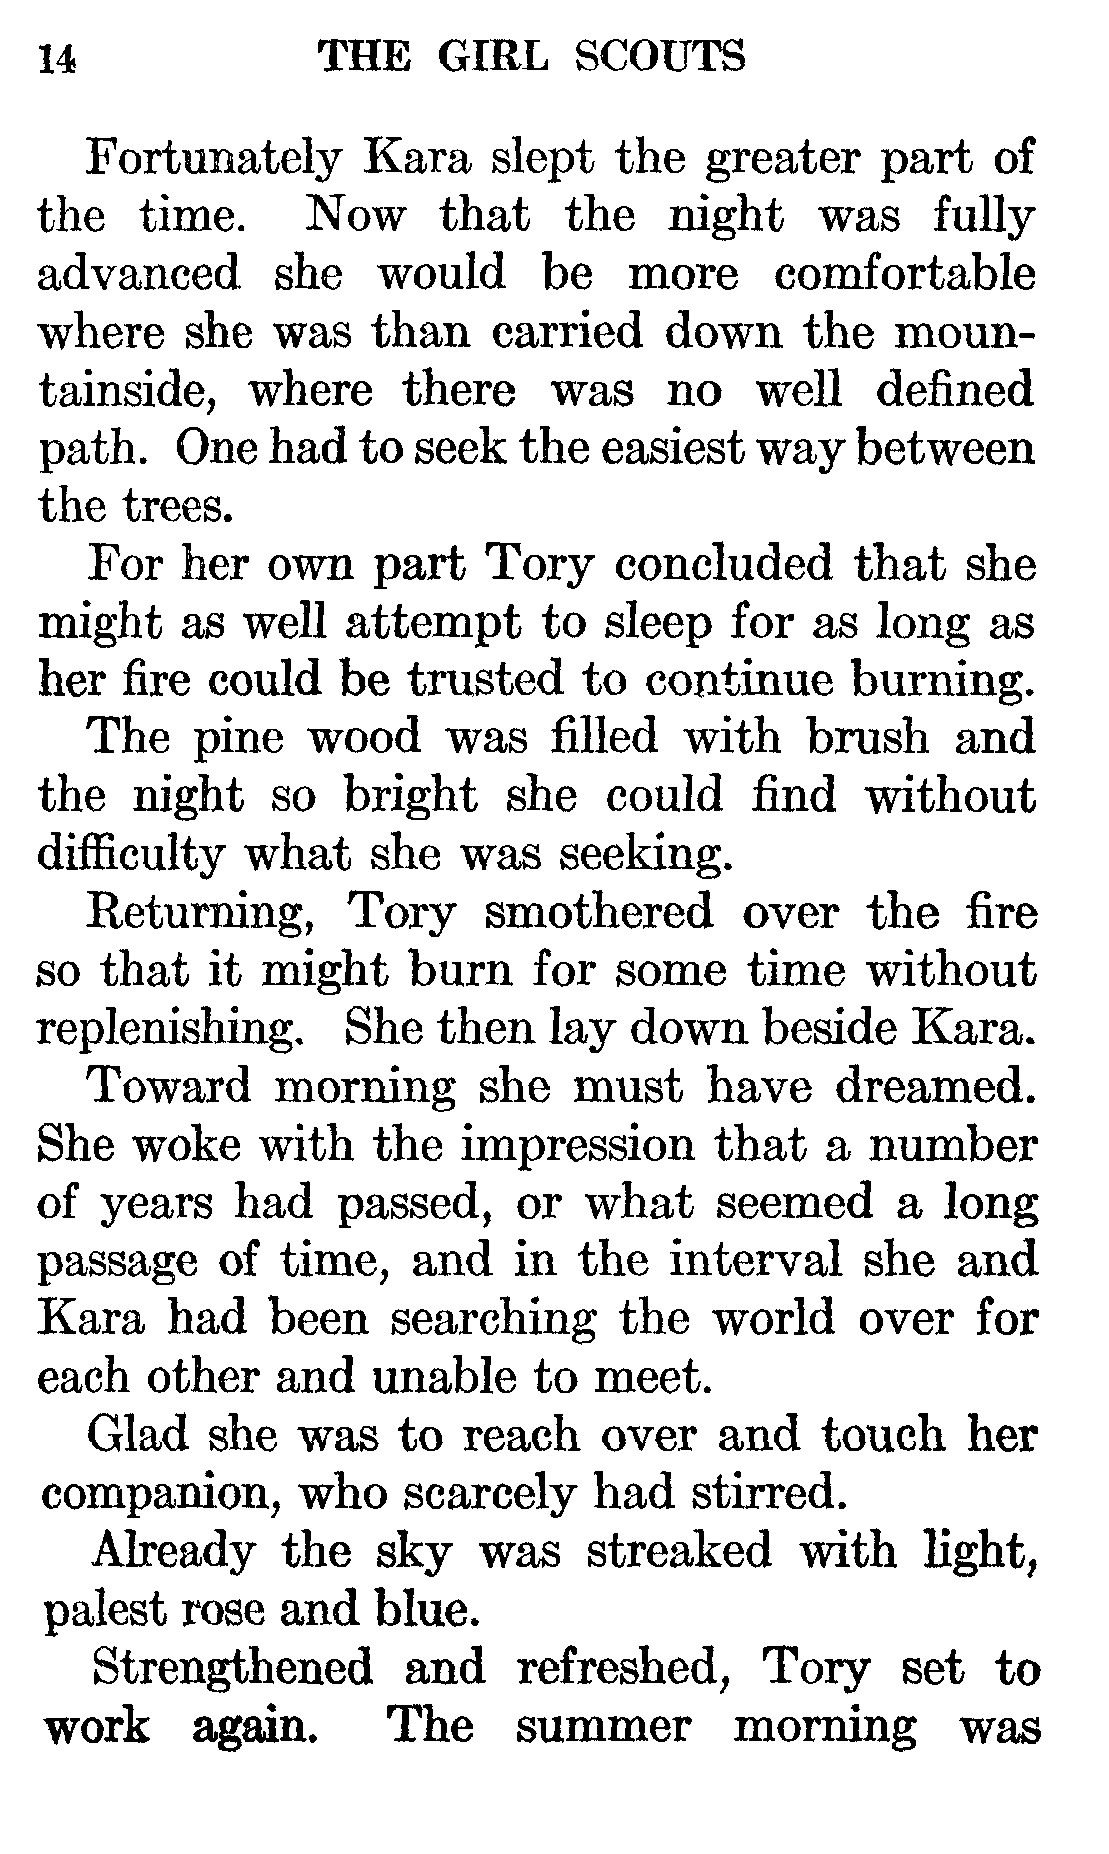 14 THE GIRL SCOUTS
Fortunately Kara slept the greater part of
the time. Now that the night was fully
advanced she would be more comfortable
where she was than carried down the moun-
tainside, where there was no well defined
path. One had to seek the easiest way between
the trees.
For her own part Tory concluded that she
might as well attempt to sleep for as long as
her fire could be trusted to continue burning.
The pine wood was filled with brush and
the night so bright she could find without
difficulty what she was seeking.
Returning, Tory smothered over the fire
so that it might burn for some time without
replenishing. She then lay down beside Kara.
Toward morning she must have dreamed.
She woke with the impression that a number
of years had passed, or what seemed a long
passage of time, and in the interval she and
Kara had been searching the world over for
each other and unable to meet.
Glad she was to reach over and touch her
companion, who scarcely had stirred.
Already the sky was streaked with light,
palest rose and blue.
Strengthened and refreshed, Tory set to
work again. The summer morning was